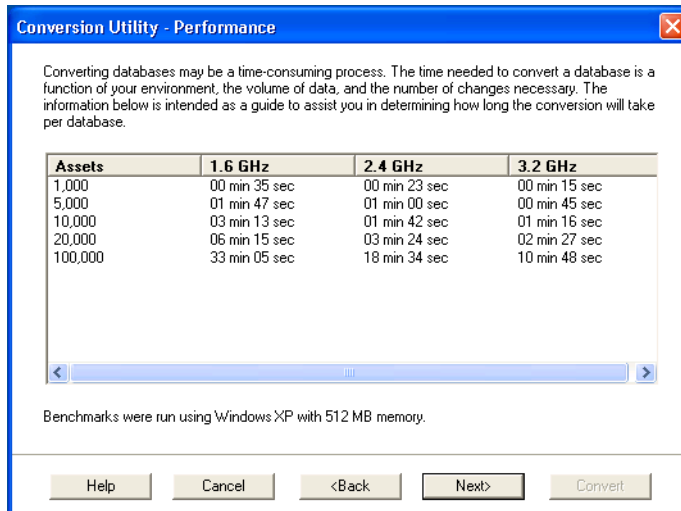 Conversion Utility - Performance
Converting databases may be a time-consuming process. The time needed to convert a database is a
function of your environment, the volume of data, and the number of changes necessary. The
information below is intended as a guide to assist you in determining how long the conversion will take
per database.
Assets 1.6 GHz 2.4 GHz 3.2 GHz
1,000 00 min 35 sec 00 min 23 sec 00 min 15 sec
5,000 01 min 47 sec 01 min 00 sec 00 min 45 sec
10,000 03 min 13 sec 01 min 42 sec 01 min 16 sec
20,000 06 min 15 sec 03 min 24 sec 02 min 27 sec
100,000 33 min 05 sec 18 min 34 sec 10 min 48 sec
Benchmarks were run using Windows XP with 512 MB memory.
Help Cancel <Back Next> Convert